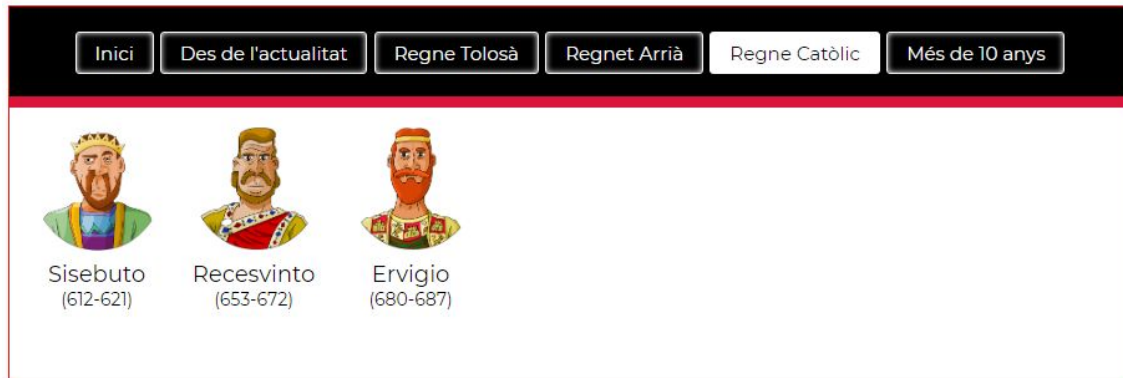 Inici Des de l'actualitat Regne Tolosà Regnet Arrià Regne Catòlic Més de 10 anys
Sisebuto Recesvinto Ervigio
(612-621) (653-672) (680-687)